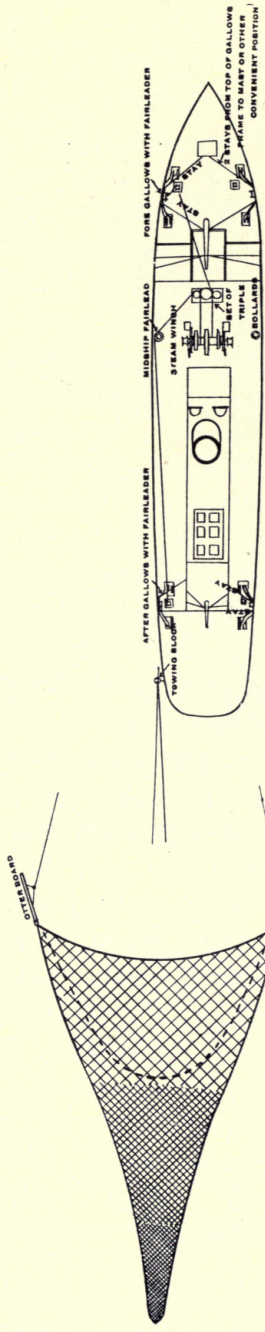 OTTER BOARD
AFTER GALLOWS WITH FAIRLEADER
TOWING BLOCK
STAY
STAY
MIDSHIP FAIRLEAD
STEAM WINCH
SET OF
TRIPLE
BOLLARDS
FORE GALLOWS WITH FAIRLEADER
STAY
STAY
2 STAYS FROM TOP OF GALLOWS
FRAME TO MAST OR OTHER
CONVENIENT POSITION